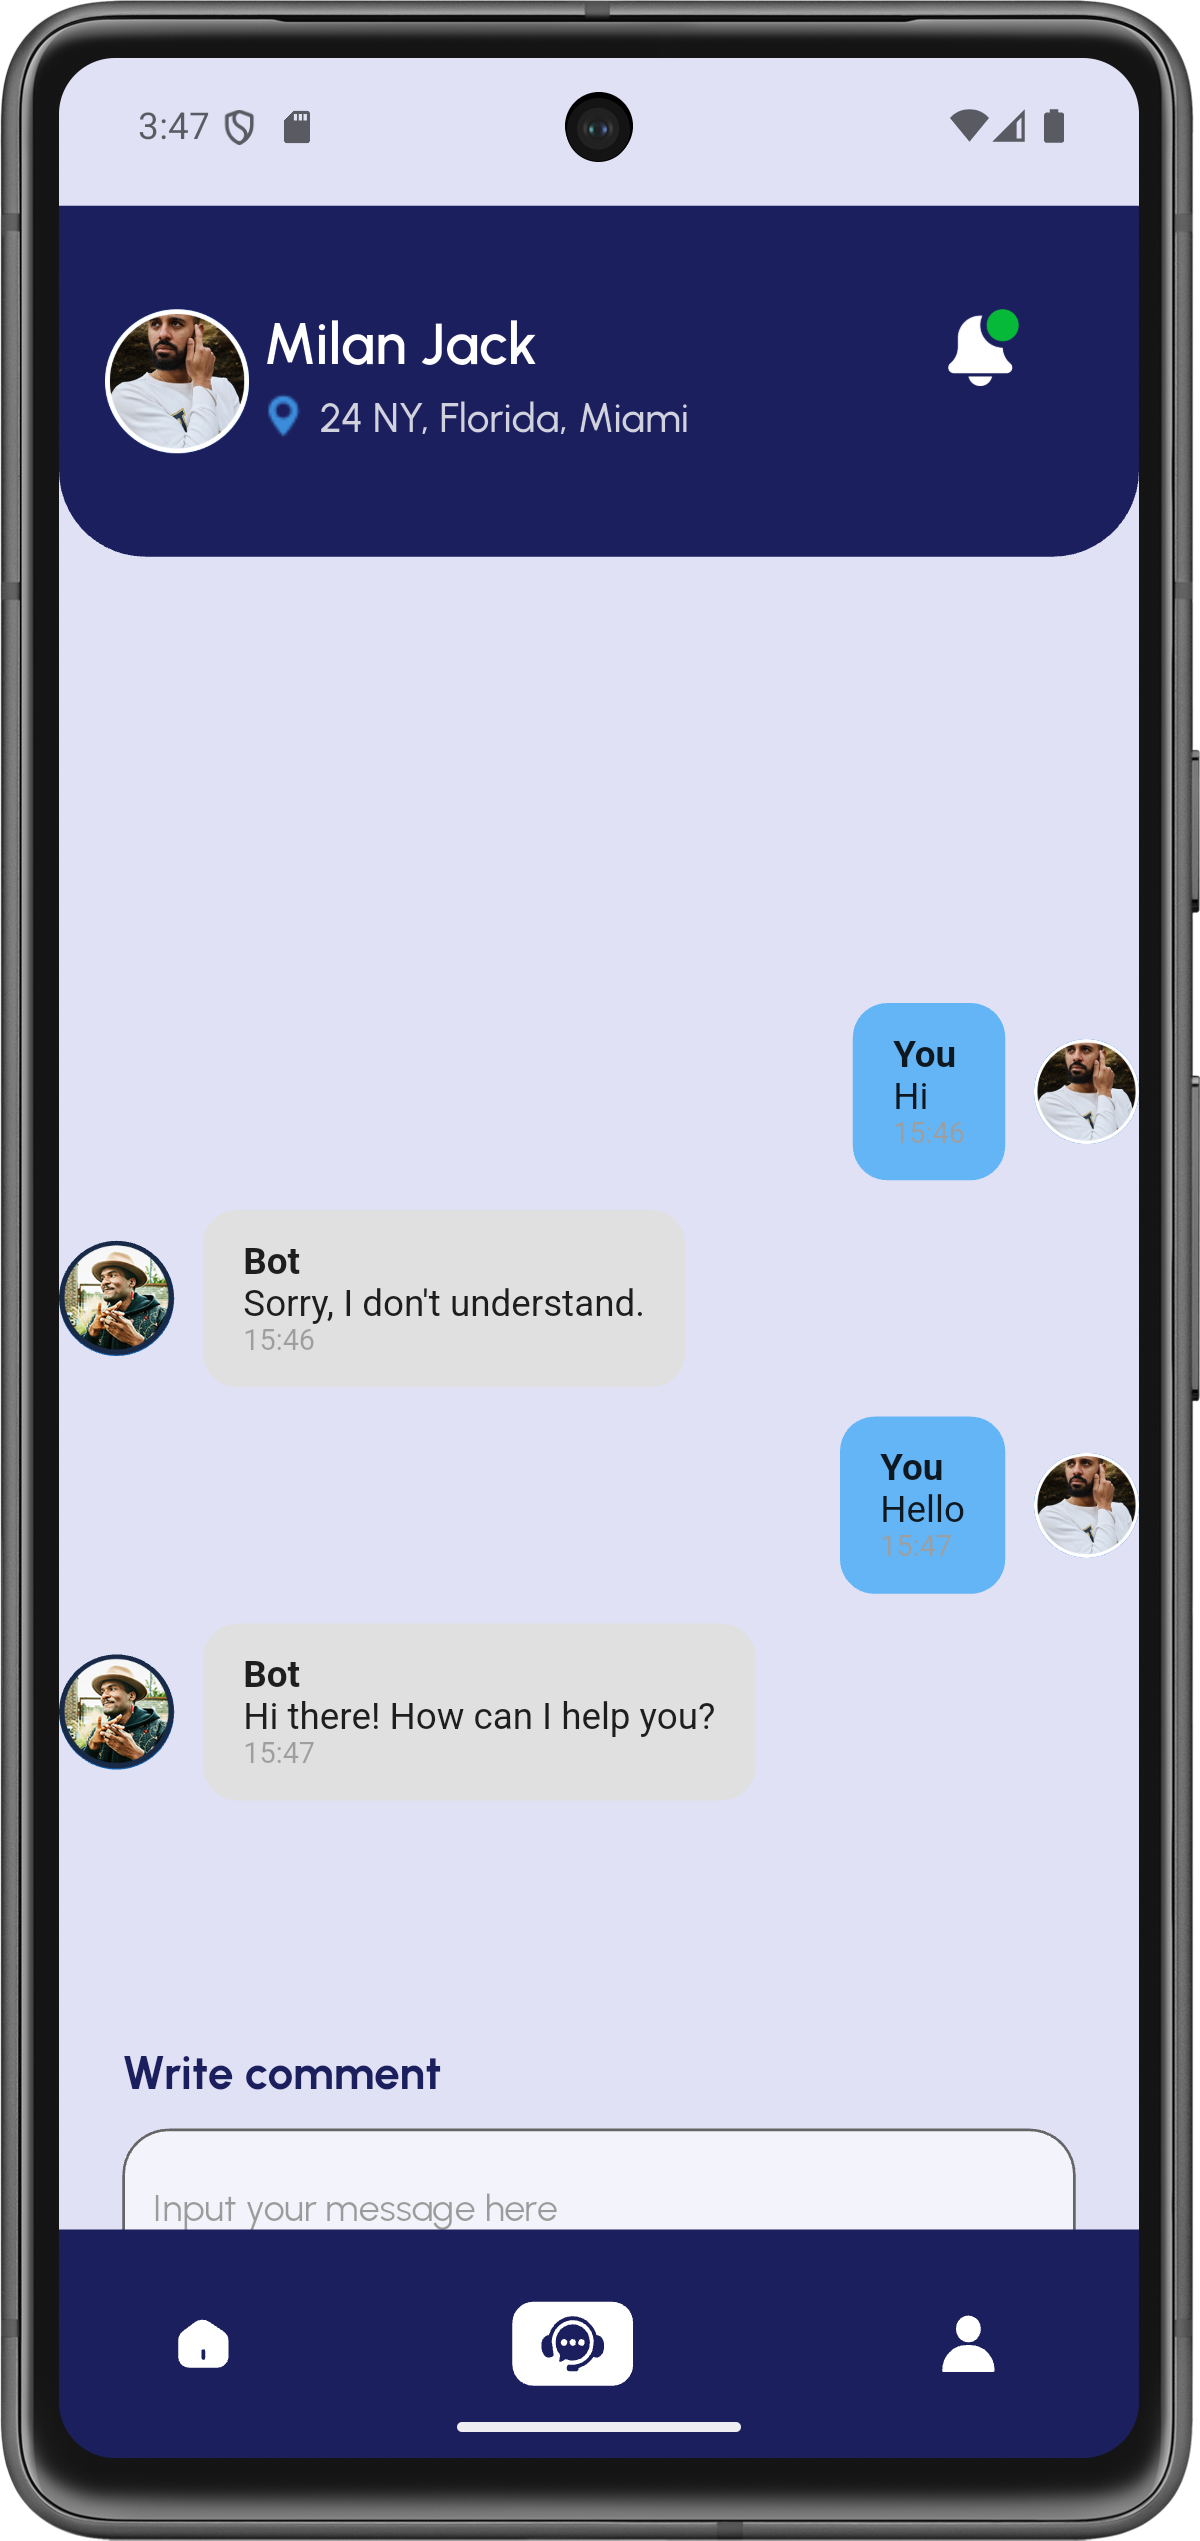 3:47
Milan Jack
24 NY, Florida, Miami
You
Hi
15:46
Bot
Sorry, I don't understand.
15:46
You
Hello
15:47
Bot
Hi there! How can I help you?
15:47
Write comment
Input your message here